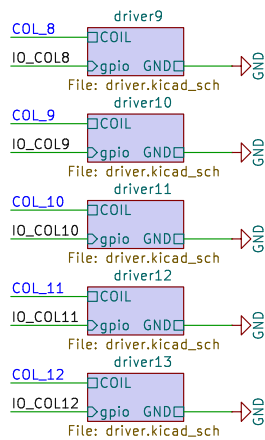 driver9
COL_8 COIL
IO_COL8 gpio GND GND
File: driver.kicad_sch
driver10
COL_9 COIL
IO_COL9 gpio GND GND
File: driver.kicad_sch
driver11
COL_10 COIL
IO_COL10 gpio GND GND
File: driver.kicad_sch
driver12
COL_11 COIL
IO_COL11 gpio GND GND
File: driver.kicad_sch
driver13
COL_12 COIL
IO_COL12 gpio GND GND
File: driver.kicad_sch